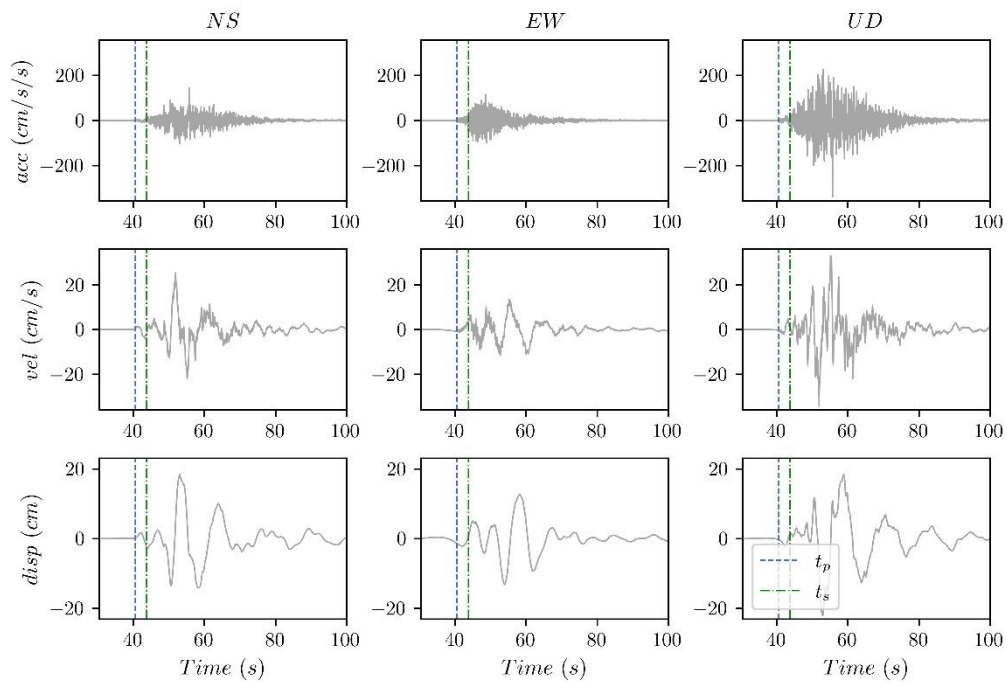 NS EW UD
acc (cm/s/s)
200 200 200
0 0 0
−200 −200 −200
40 60 80 100 40 60 80 100 40 60 80 100
vel (cm/s)
20 20 20
0 0 0
−20 −20 −20
40 60 80 100 40 60 80 100 40 60 80 100
disp (cm)
20 20 20
0 0 0
−20 −20 −20
t_p
t_s
40 60 80 100 40 60 80 100 40 60 80 100
Time (s) Time (s) Time (s)